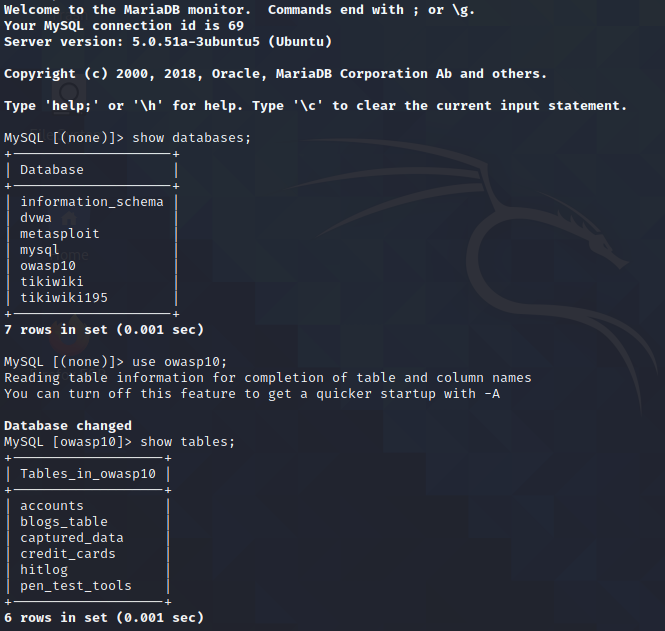 Welcome to the MariaDB monitor.  Commands end with ; or \g.
Your MySQL connection id is 69
Server version: 5.0.51a-3ubuntu5 (Ubuntu)
Copyright (c) 2000, 2018, Oracle, MariaDB Corporation Ab and others.
Type 'help;' or '\h' for help. Type '\c' to clear the current input statement.
MySQL [(none)]> show databases;
+--------------------+
| Database           |
+--------------------+
| information_schema |
| dvwa               |
| metasploit         |
| mysql              |
| owasp10            |
| tikiwiki           |
| tikiwiki195        |
+--------------------+
7 rows in set (0.001 sec)
MySQL [(none)]> use owasp10;
Reading table information for completion of table and column names
You can turn off this feature to get a quicker startup with -A
Database changed
MySQL [owasp10]> show tables;
+-------------------+
| Tables_in_owasp10 |
+-------------------+
| accounts          |
| blogs_table       |
| captured_data     |
| credit_cards      |
| hitlog            |
| pen_test_tools    |
+-------------------+
6 rows in set (0.001 sec)